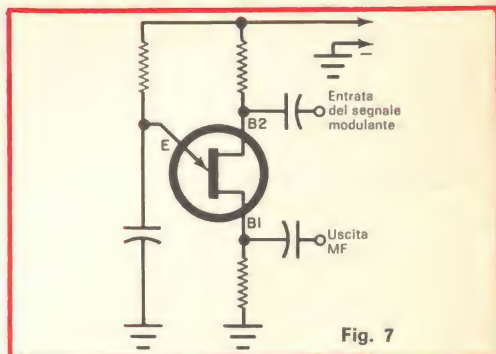 −
Entrata
del segnale
modulante
B2
E
B1
Uscita
MF
Fig. 7